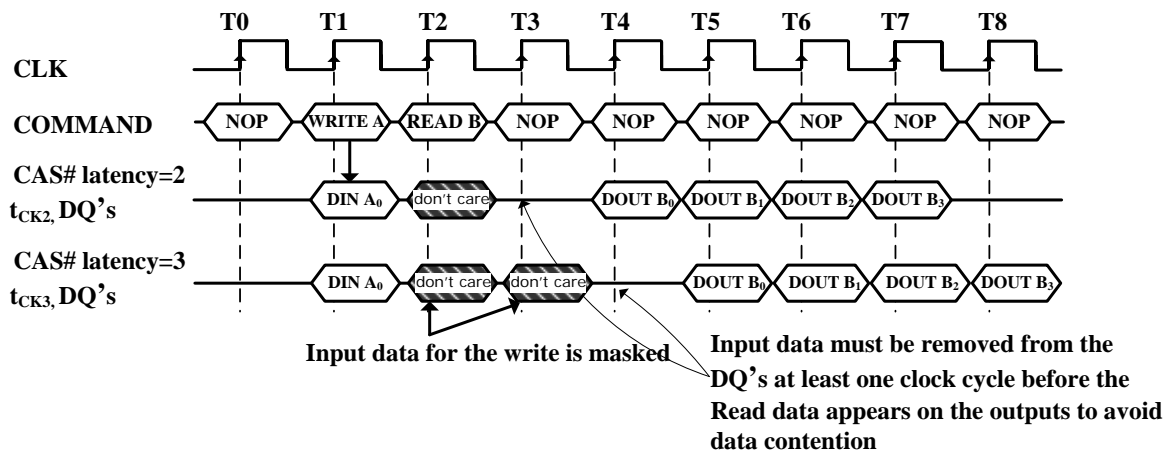 T0 T1 T2 T3 T4 T5 T6 T7 T8
CLK
COMMAND NOP WRITE A READ B NOP NOP NOP NOP NOP NOP
CAS# latency=2
tCK2, DQ's DIN A0 don't care DOUT B0 DOUT B1 DOUT B2 DOUT B3
CAS# latency=3
tCK3, DQ's DIN A0 don't care don't care DOUT B0 DOUT B1 DOUT B2 DOUT B3
Input data for the write is masked
Input data must be removed from the
DQ's at least one clock cycle before the
Read data appears on the outputs to avoid
data contention